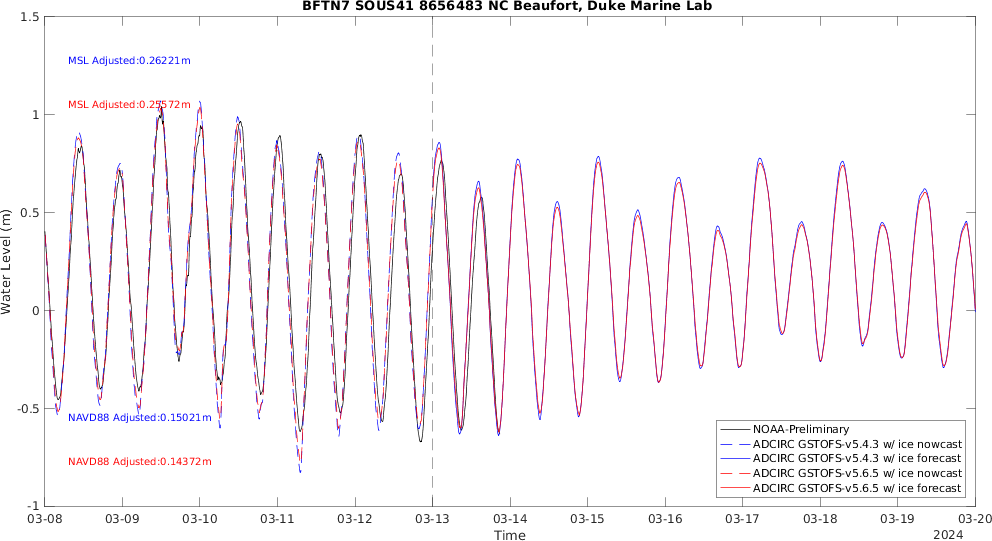 BFTN7 SOUS41 8656483 NC Beaufort, Duke Marine Lab
1.5
1
0.5
0
-0.5
-1
Water Level (m)
MSL Adjusted:0.26221m
MSL Adjusted:0.25572m
NAVD88 Adjusted:0.15021m
NAVD88 Adjusted:0.14372m
NOAA-Preliminary
ADCIRC GSTOFS-v5.4.3 w/ ice nowcast
ADCIRC GSTOFS-v5.4.3 w/ ice forecast
ADCIRC GSTOFS-v5.6.5 w/ ice nowcast
ADCIRC GSTOFS-v5.6.5 w/ ice forecast
03-08 03-09 03-10 03-11 03-12 03-13 03-14 03-15 03-16 03-17 03-18 03-19 03-20
Time
2024